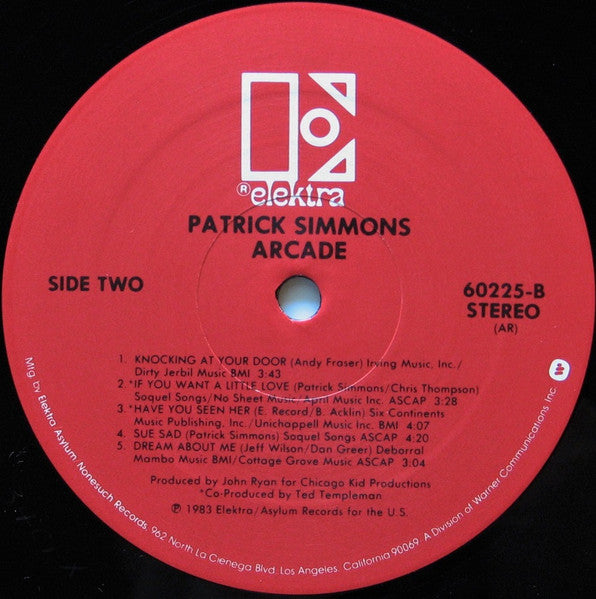 ® elektra
PATRICK SIMMONS
ARCADE
SIDE TWO
60225-B
STEREO
(AR)
1. KNOCKING AT YOUR DOOR (Andy Fraser) Irving Music, Inc./
Dirty Jerbil Music BMI 3:43
2. *IF YOU WANT A LITTLE LOVE (Patrick Simmons/Chris Thompson)
Soquel Songs/No Sheet Music/April Music Inc. ASCAP 3:28
3. *HAVE YOU SEEN HER (E. Record/B. Acklin) Six Continents
Music Publishing, Inc./Unichappell Music Inc. BMI 4:07
4. SUE SAD (Patrick Simmons) Soquel Songs ASCAP 4:20
5. DREAM ABOUT ME (Jeff Wilson/Dan Greer) Deborral
Mambo Music BMI/Cottage Grove Music ASCAP 3:04
Produced by John Ryan for Chicago Kid Productions
*Co-Produced by Ted Templeman
℗ 1983 Elektra/Asylum Records for the U.S.
Mfg. by Elektra/Asylum/Nonesuch Records, 962 North La Cienega Blvd. Los Angeles, California 90069. A Division of Warner Communications Inc.